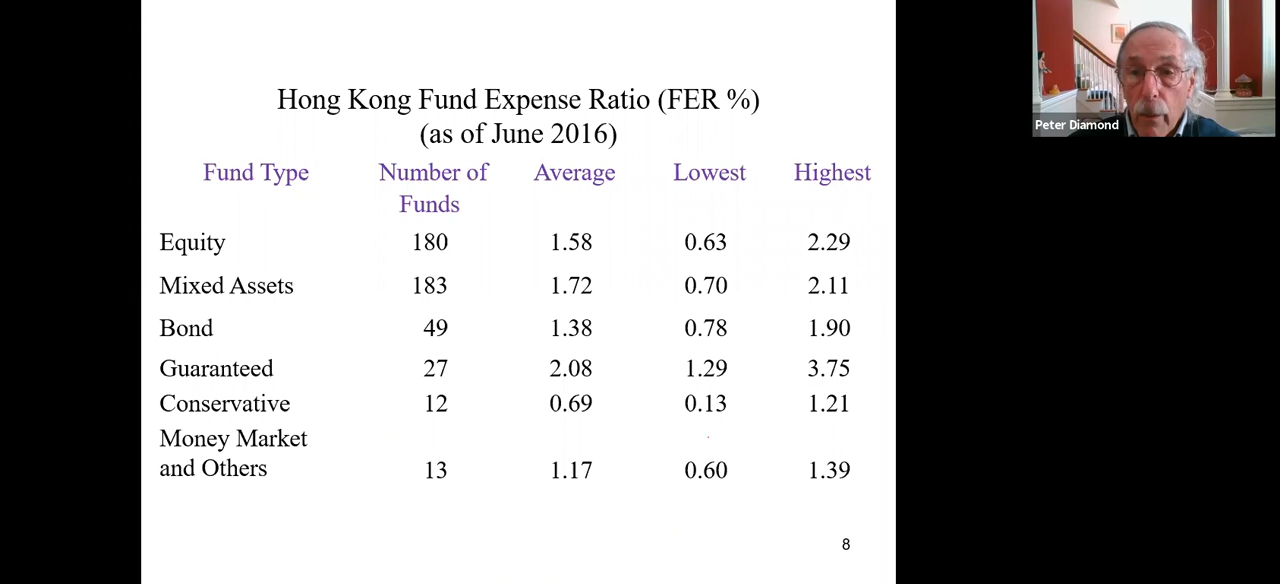 Hong Kong Fund Expense Ratio (FER %)
(as of June 2016)
Fund Type Number of Funds Average Lowest Highest
Equity 180 1.58 0.63 2.29
Mixed Assets 183 1.72 0.70 2.11
Bond 49 1.38 0.78 1.90
Guaranteed 27 2.08 1.29 3.75
Conservative 12 0.69 0.13 1.21
Money Market
and Others 13 1.17 0.60 1.39
8
Peter Diamond